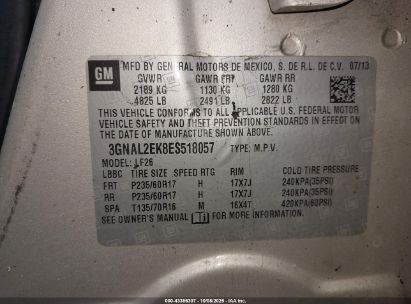 GM
MFD BY GENERAL MOTORS DE MEXICO, S. DE R.L. DE C.V. 07/13
GVWR GAWR FRT GAWR RR
2189 KG 1130 KG 1280 KG
4825 LB 2491 LB 2822 LB
THIS VEHICLE CONFORMS TO ALL APPLICABLE U.S. FEDERAL MOTOR
VEHICLE SAFETY AND THEFT PREVENTION STANDARDS IN EFFECT ON
THE DATE OF MANUFACTURE SHOWN ABOVE.
3GNAL2EK8ES518057 TYPE: M.P.V.
MODEL: LF26
LBBC TIRE SIZE SPEED RTG RIM COLD TIRE PRESSURE
FRT P235/60R17 H 17X7J 240KPA(35PSI)
RR P235/60R17 H 17X7J 240KPA(35PSI)
SPA T135/70R16 M 16X4T 420KPA(60PSI)
SEE OWNER'S MANUAL FOR MORE INFORMATION.